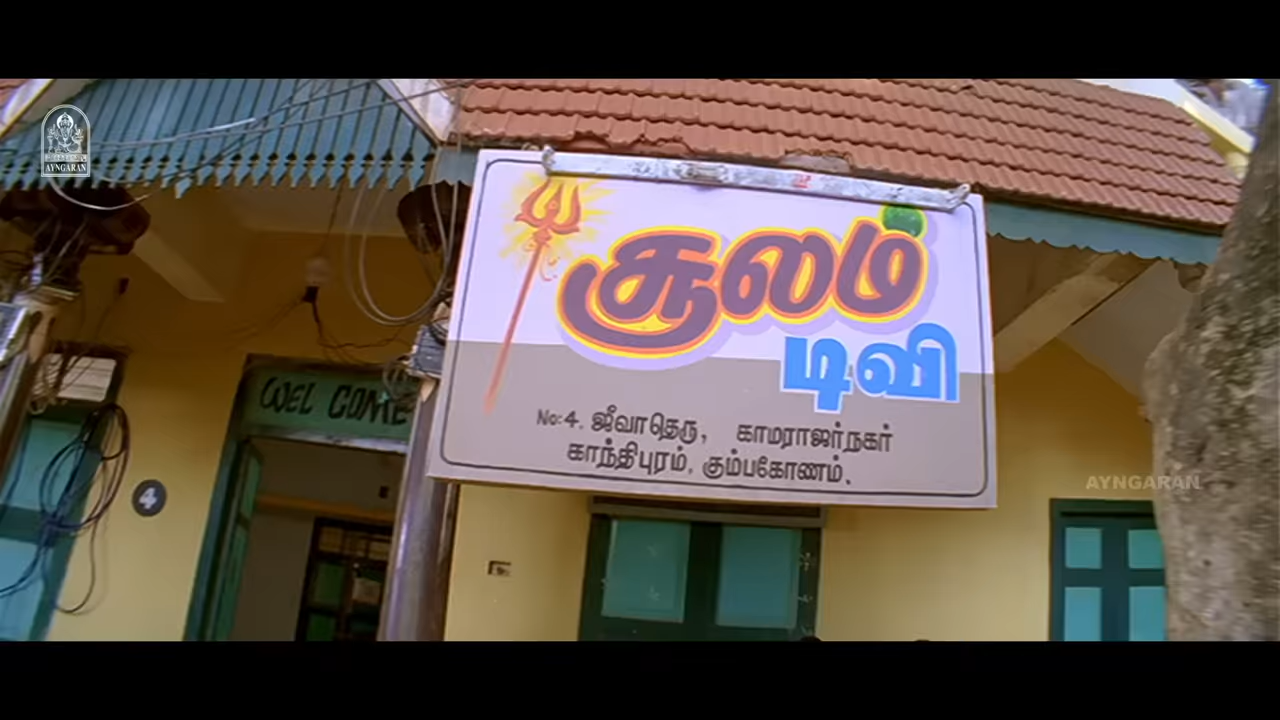 AYNGARAN
சூலம்
டிவி
No:4. ஜீவாதெரு, காமராஜர்நகர்
காந்திபுரம், கும்பகோணம்.
WEL COME
4
AYNGARAN